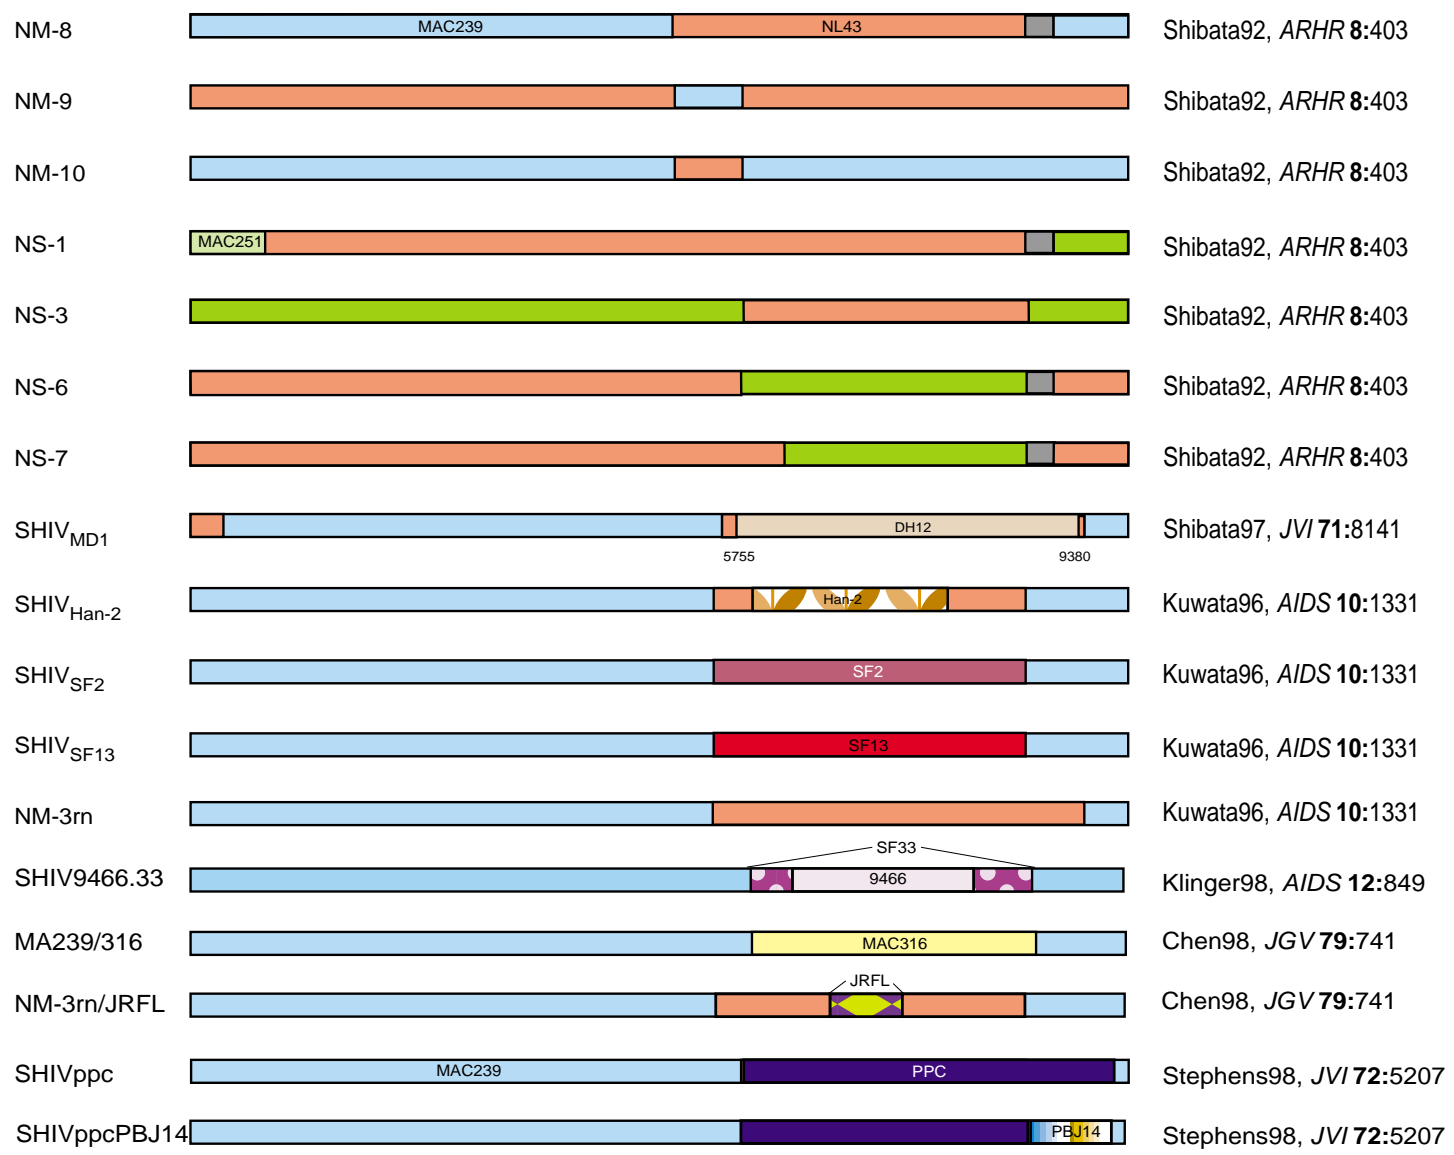 NM-8 MAC239 NL43 Shibata92, ARHR 8:403
NM-9 Shibata92, ARHR 8:403
NM-10 Shibata92, ARHR 8:403
NS-1 MAC251 Shibata92, ARHR 8:403
NS-3 Shibata92, ARHR 8:403
NS-6 Shibata92, ARHR 8:403
NS-7 Shibata92, ARHR 8:403
SHIVMD1 DH12 Shibata97, JVI 71:8141
5755 9380
SHIVHan-2 Han-2 Kuwata96, AIDS 10:1331
SHIVSF2 SF2 Kuwata96, AIDS 10:1331
SHIVSF13 SF13 Kuwata96, AIDS 10:1331
NM-3rn Kuwata96, AIDS 10:1331
SF33
SHIV9466.33 9466 Klinger98, AIDS 12:849
MA239/316 MAC316 Chen98, JGV 79:741
JRFL
NM-3rn/JRFL Chen98, JGV 79:741
SHIVppc MAC239 PPC Stephens98, JVI 72:5207
SHIVppcPBJ14 PBJ14 Stephens98, JVI 72:5207